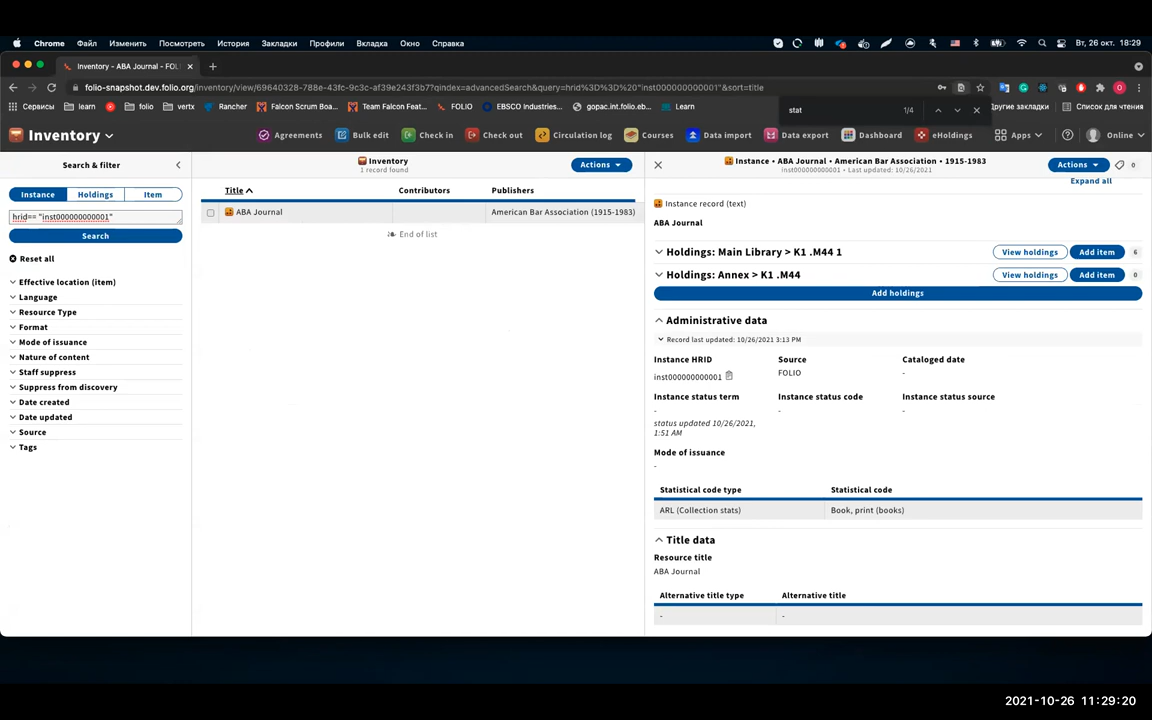 Chrome Файл Изменить Посмотреть История Закладки Профили Вкладка Окно Справка Вт, 26 окт. 18:29
Inventory - ABA Journal - FOL
folio-snapshot.dev.folio.org/inventory/view/69640328-788e-43fc-9c3c-af39e243f3b7?qindex=advancedSearch&query=hrid%3D%3D%20"inst000000000001"&sort=title
Сервисы learn folio vertx Rancher Falcon Scrum Boa... Team Falcon Feat... FOLIO EBSCO Industries... gopac.int.folio.eb... Learn stat 1/4 Другие закладки Список для чтения
Inventory Agreements Bulk edit Check in Check out Circulation log Courses Data import Data export Dashboard eHoldings Apps Online
Search & filter
Instance Holdings Item
hrid== "inst000000000001"
Search
Reset all
Effective location (item)
Language
Resource Type
Format
Mode of issuance
Nature of content
Staff suppress
Suppress from discovery
Date created
Date updated
Source
Tags
Inventory
1 record found
Actions
Title Contributors Publishers
ABA Journal American Bar Association (1915-1983)
End of list
Instance • ABA Journal • American Bar Association • 1915-1983
inst000000000001 • Last updated: 10/26/2021
Actions 0
Expand all
Instance record (text)
ABA Journal
Holdings: Main Library > K1 .M44 1 View holdings Add item 6
Holdings: Annex > K1 .M44 View holdings Add item 0
Add holdings
Administrative data
Record last updated: 10/26/2021 3:13 PM
Instance HRID Source Cataloged date
inst000000000001 FOLIO -
Instance status term Instance status code Instance status source
- - -
status updated 10/26/2021,
1:51 AM
Mode of issuance
-
Statistical code type Statistical code
ARL (Collection stats) Book, print (books)
Title data
Resource title
ABA Journal
Alternative title type Alternative title
- -
2021-10-26 11:29:20